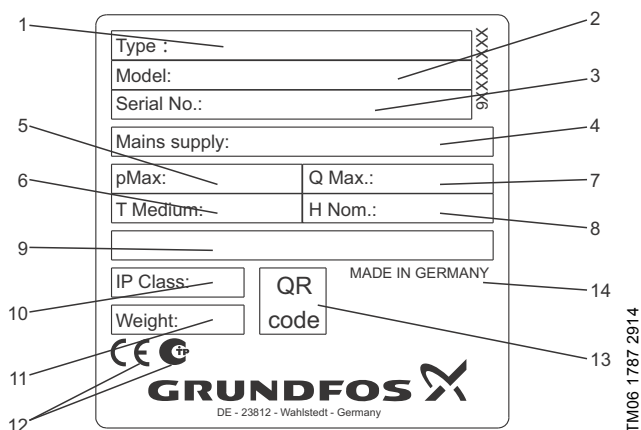 1
2
Type :
Model:
3
Serial No.:
XXXXXXX6
Mains supply:
4
5
pMax:
Q Max.:
7
6
T Medium:
H Nom.:
8
9
10
IP Class:
QR
code
MADE IN GERMANY
14
11
Weight:
13
12
CE
GRUNDFOS
DE - 23812 - Wahlstedt - Germany
TM06 1787 2914